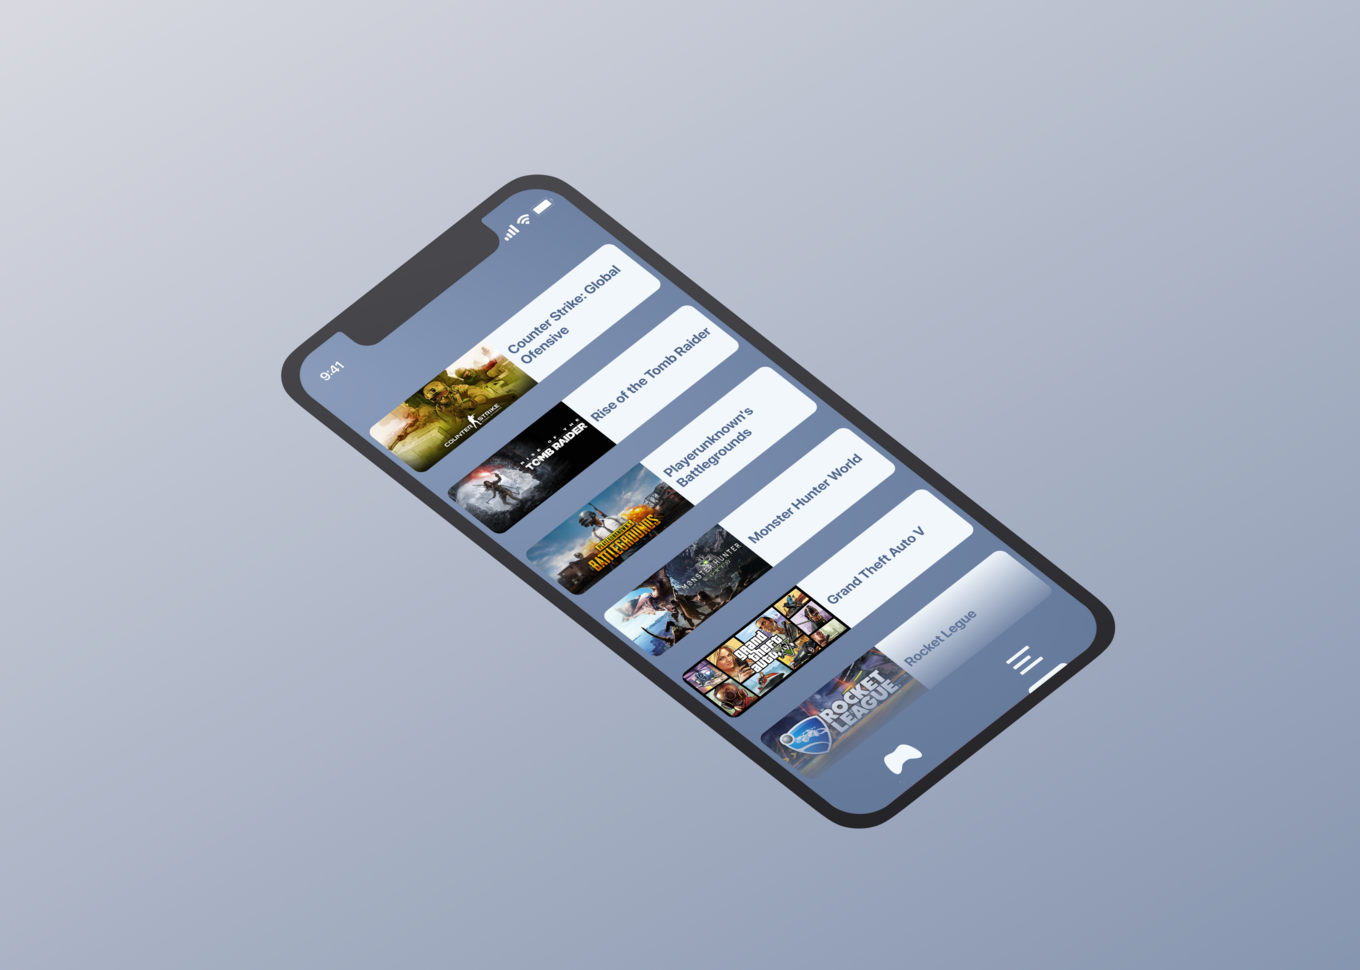 9:41
Counter Strike: Global
Ofensive
COUNTER STRIKE
Rise of the Tomb Raider
RISE OF THE
TOMB RAIDER
Playerunknown's
Battlegrounds
BATTLEGROUNDS
Monster Hunter World
MONSTER HUNTER
Grand Theft Auto V
grand
theft
auto
V
Rocket Legue
ROCKET
LEAGUE